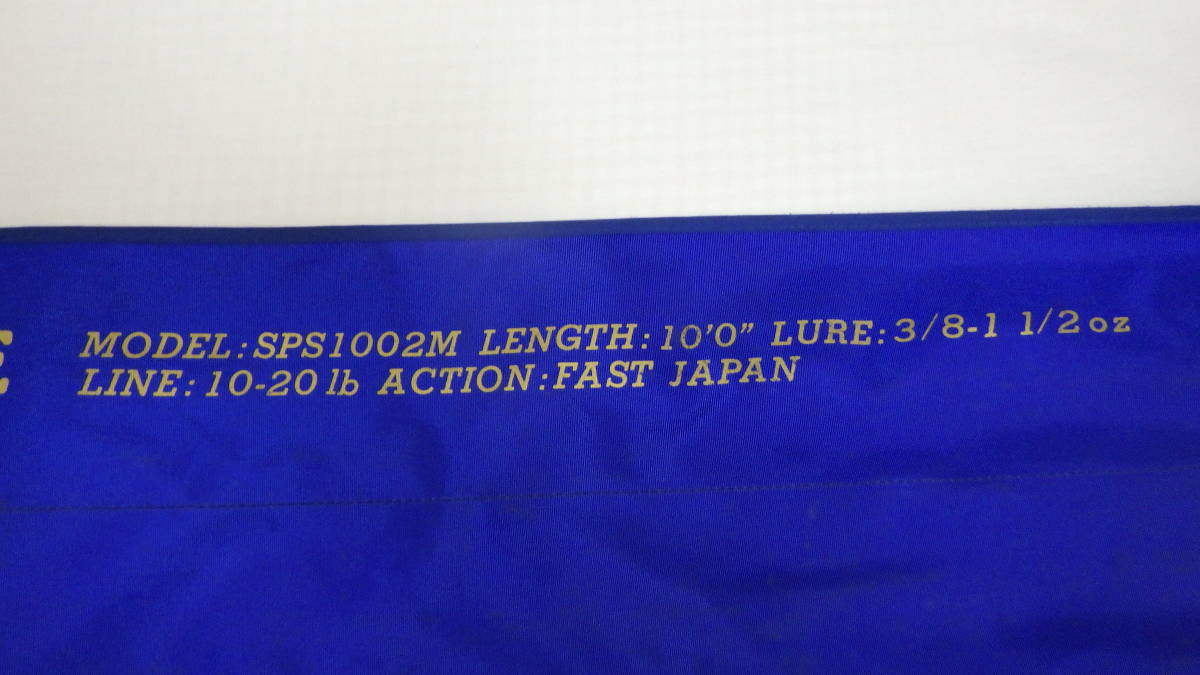 MODEL:SPS1002M LENGTH:10'0" LURE:3/8-1 1/2oz
LINE:10-20lb ACTION:FAST JAPAN